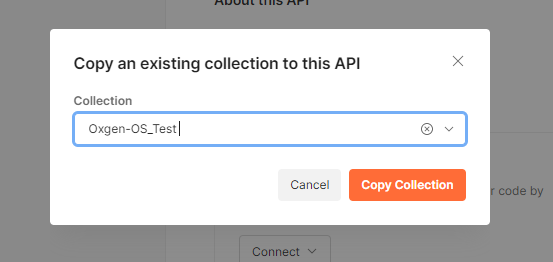 About this API
Copy an existing collection to this API
Collection
Oxgen-OS_Test
Cancel
Copy Collection
r code by
Connect